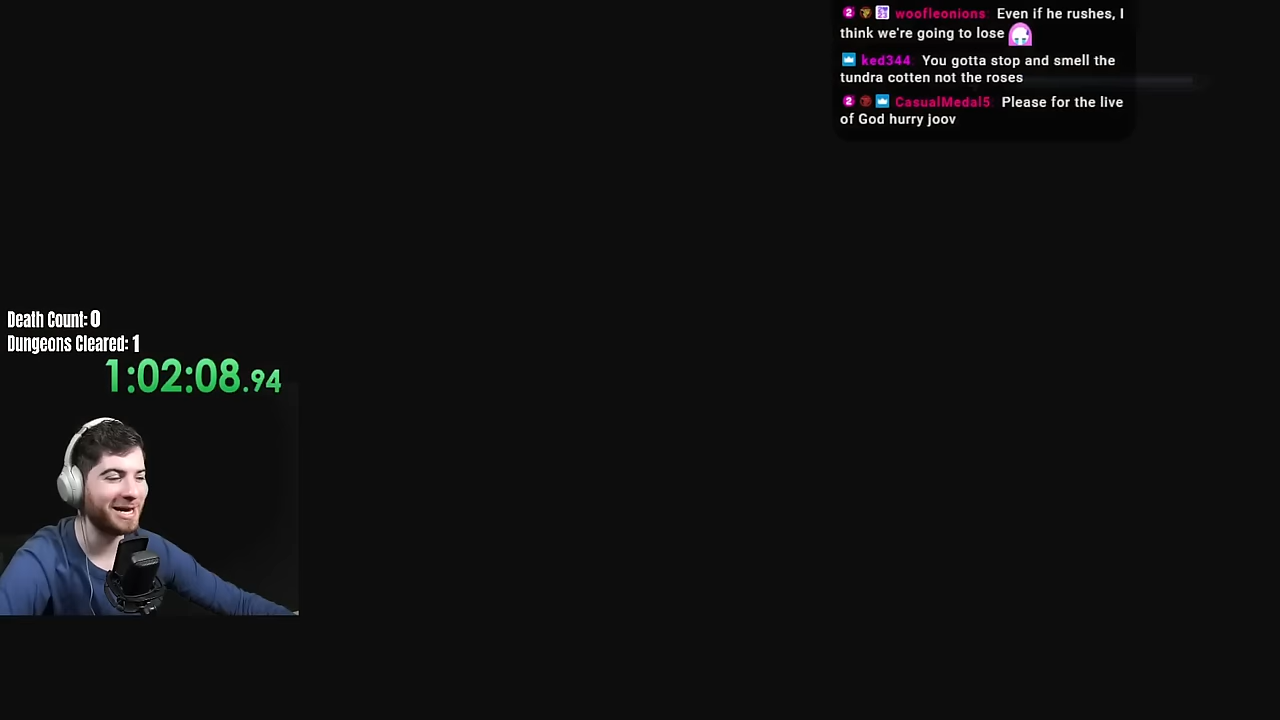 woofleonions: Even if he rushes, I
think we're going to lose
ked344: You gotta stop and smell the
tundra cotten not the roses
CasualMedal5: Please for the live
of God hurry joov
Death Count: 0
Dungeons Cleared: 1
1:02:08.94